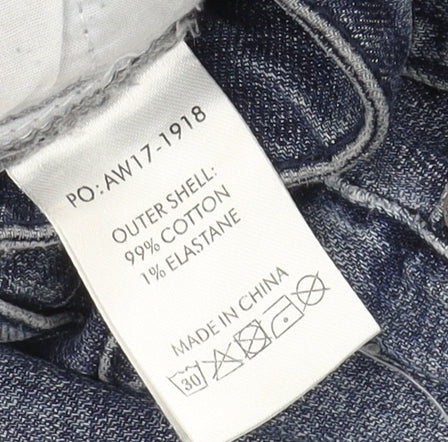 PO: AW17-1918
OUTER SHELL:
99% COTTON
1% ELASTANE
MADE IN CHINA
30